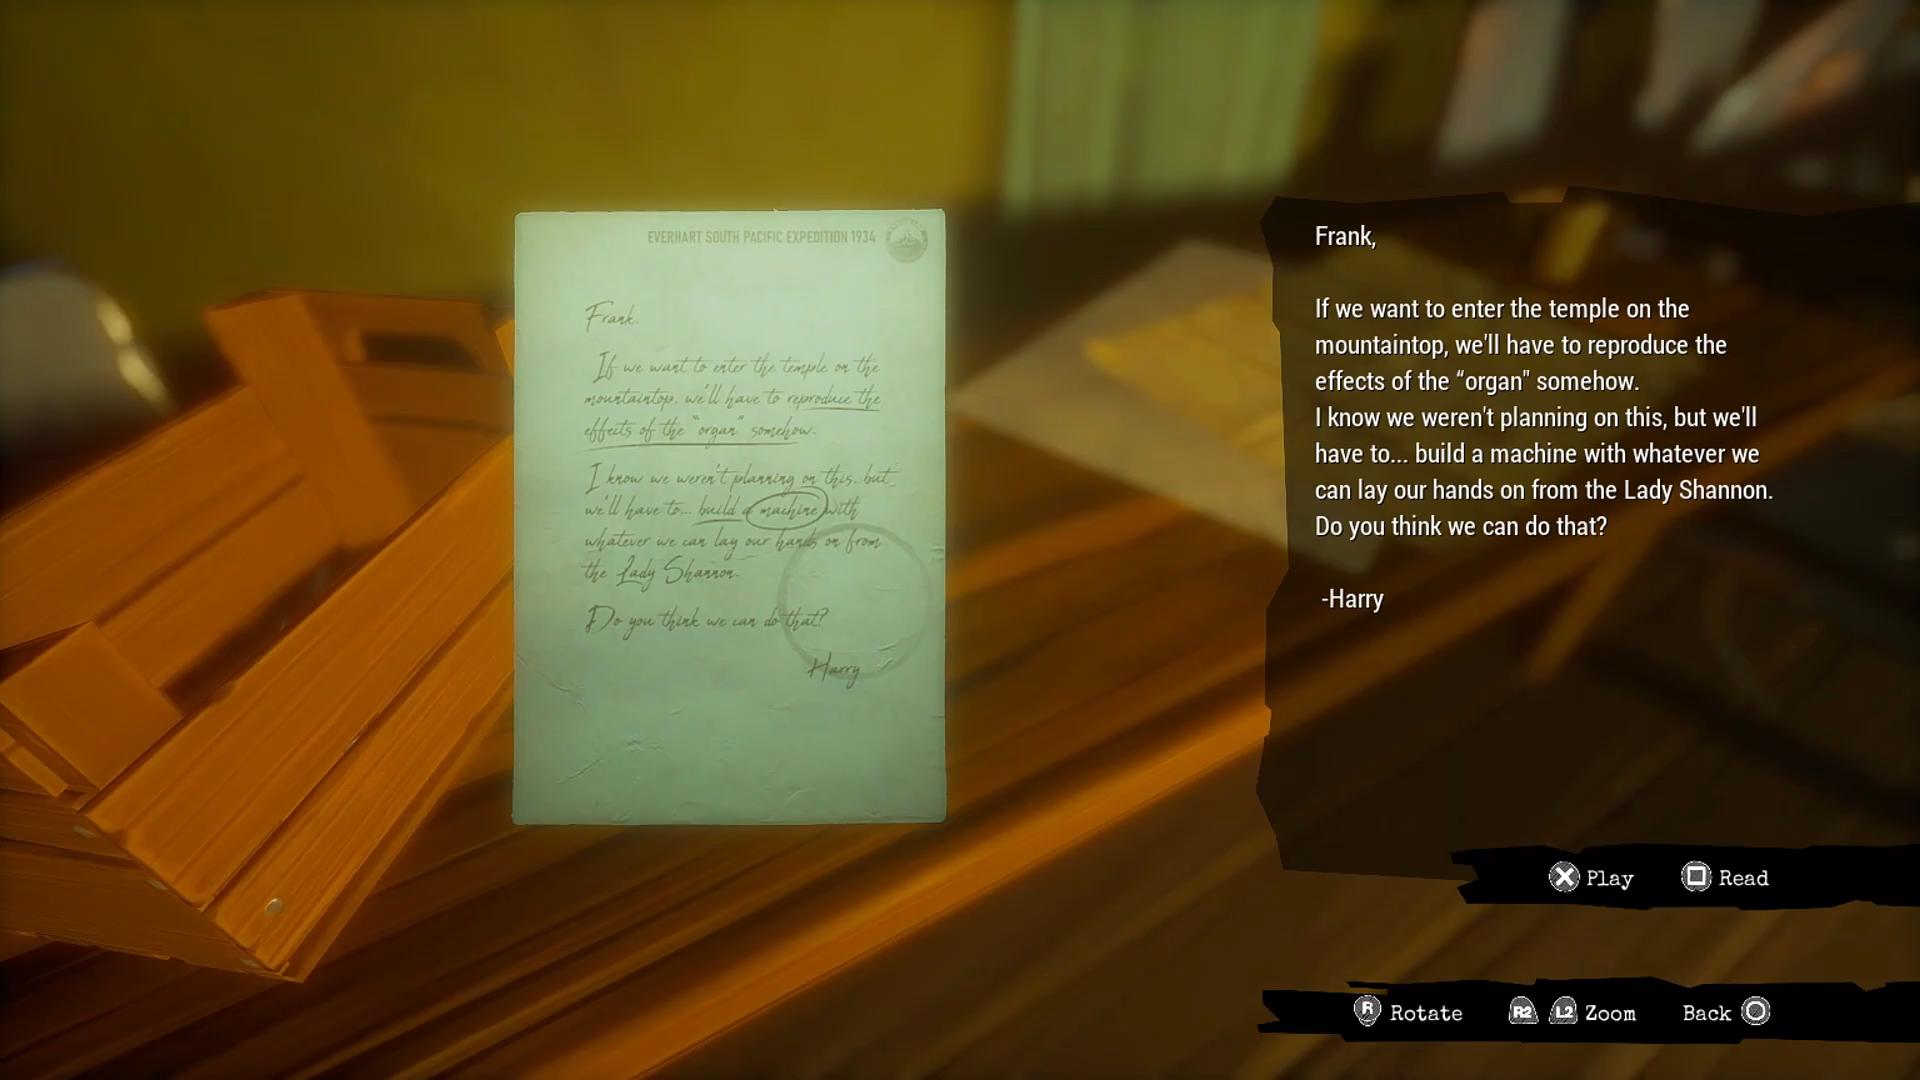 EVERHART SOUTH PACIFIC EXPEDITION 1934
Frank,
If we want to enter the temple on the
mountaintop, we'll have to reproduce the
effects of the "organ" somehow.
I know we weren't planning on this, but
we'll have to... build a machine with
whatever we can lay our hands on from
the Lady Shannon.
Do you think we can do that?
Harry
Frank,
If we want to enter the temple on the
mountaintop, we'll have to reproduce the
effects of the “organ" somehow.
I know we weren't planning on this, but we'll
have to... build a machine with whatever we
can lay our hands on from the Lady Shannon.
Do you think we can do that?
-Harry
Play
Read
R Rotate
R2 L2 Zoom
Back